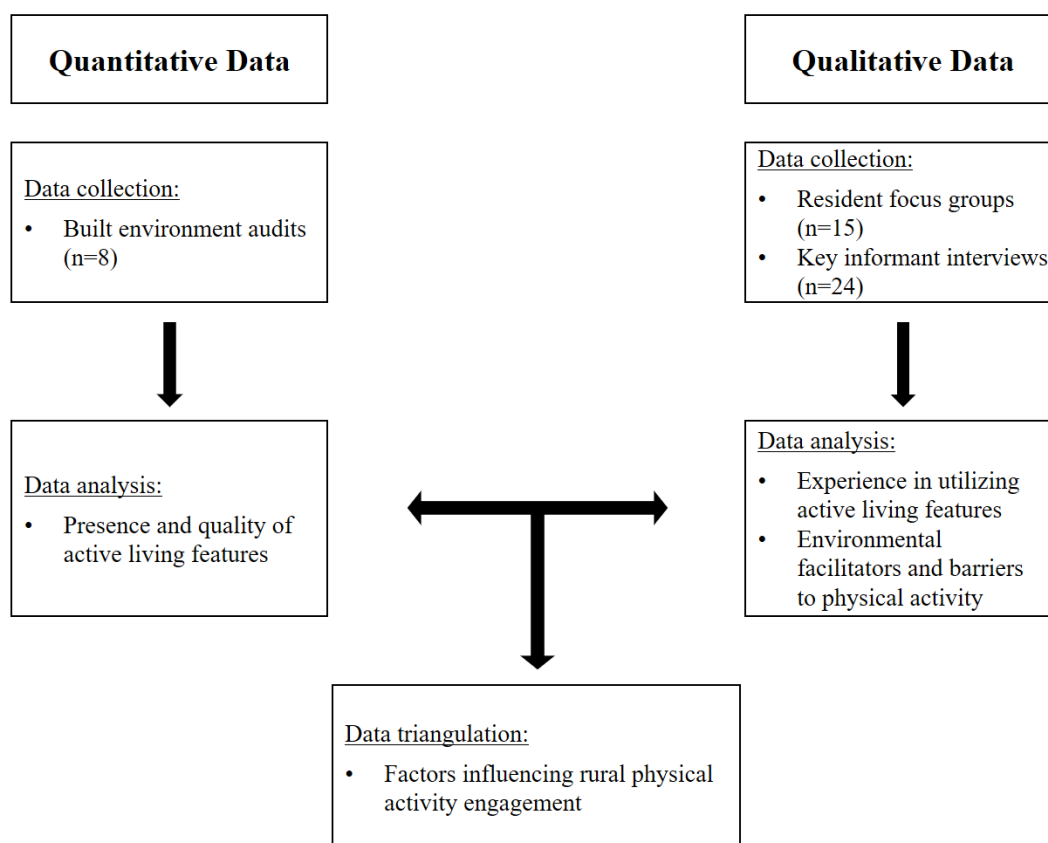 Quantitative Data
Qualitative Data
Data collection:
• Built environment audits
(n=8)
Data collection:
• Resident focus groups
(n=15)
• Key informant interviews
(n=24)
Data analysis:
• Presence and quality of
active living features
Data analysis:
• Experience in utilizing
active living features
• Environmental
facilitators and barriers
to physical activity
Data triangulation:
• Factors influencing rural physical
activity engagement